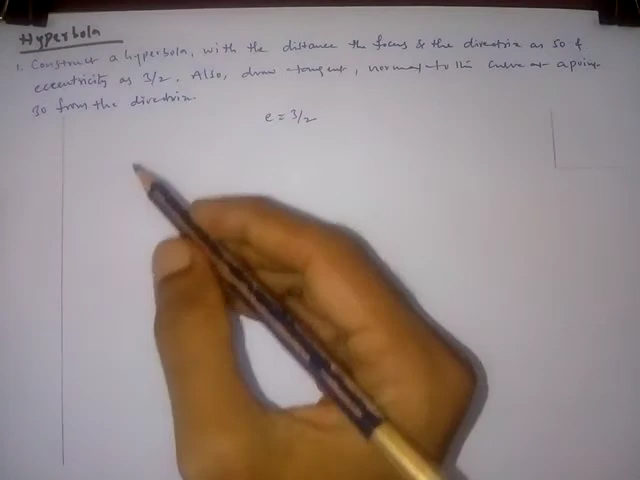 Hyperbola
1. Construct a hyperbola, with the distance the focus & the directrix as 50 &
eccentricity as 3/2. Also, draw tangent, normal to the curve at a point
30 from the directrix.
e = 3/2